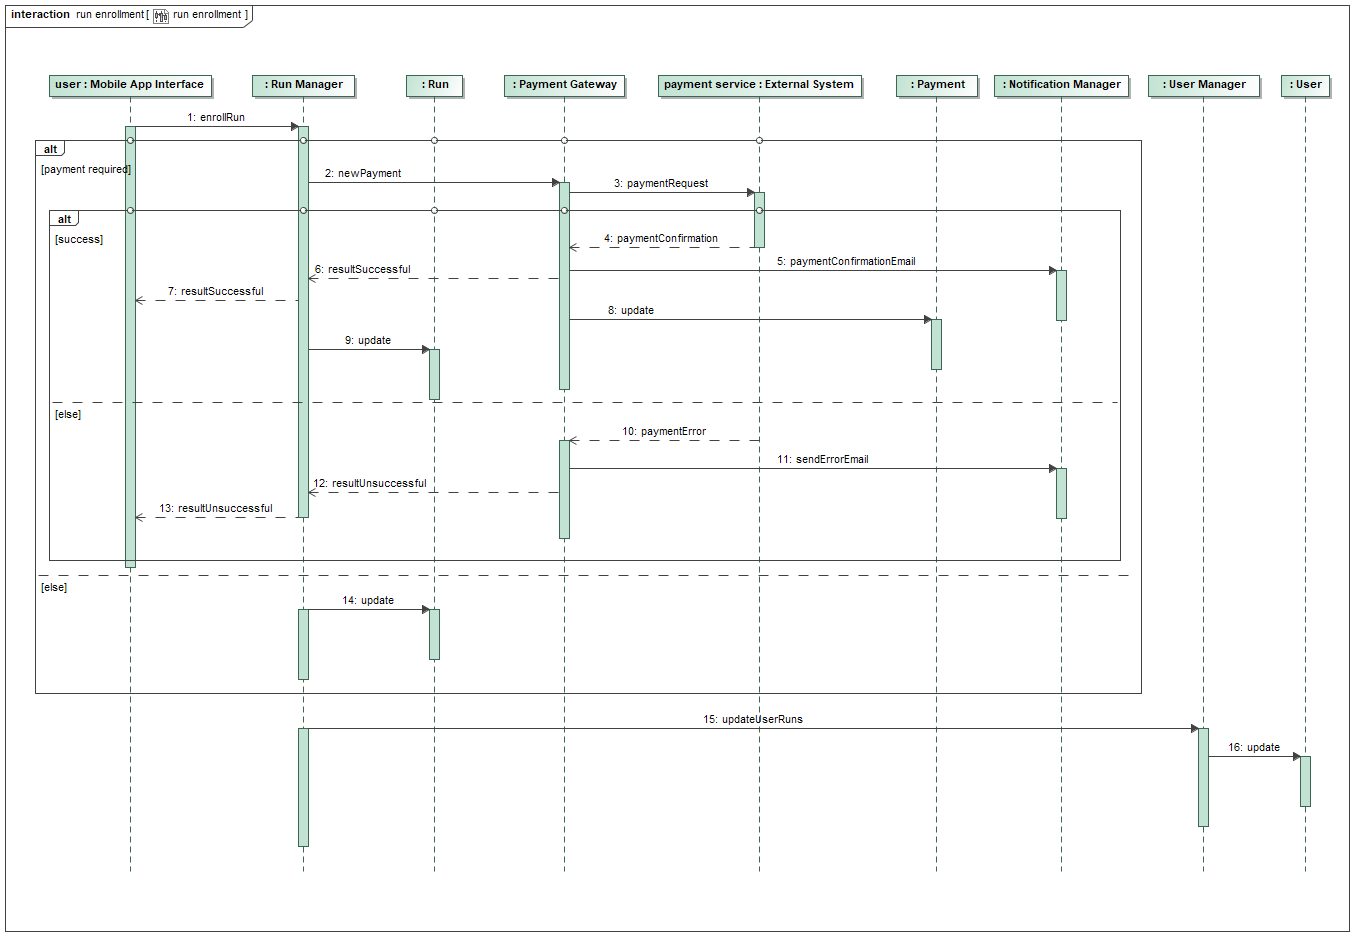 interaction run enrollment [ run enrollment ]
user : Mobile App Interface
: Run Manager
: Run
: Payment Gateway
payment service : External System
: Payment
: Notification Manager
: User Manager
: User
1: enrollRun
alt
[payment required]
2: newPayment
3: paymentRequest
alt
[success]
4: paymentConfirmation
5: paymentConfirmationEmail
6: resultSuccessful
7: resultSuccessful
8: update
9: update
[else]
10: paymentError
11: sendErrorEmail
12: resultUnsuccessful
13: resultUnsuccessful
[else]
14: update
15: updateUserRuns
16: update